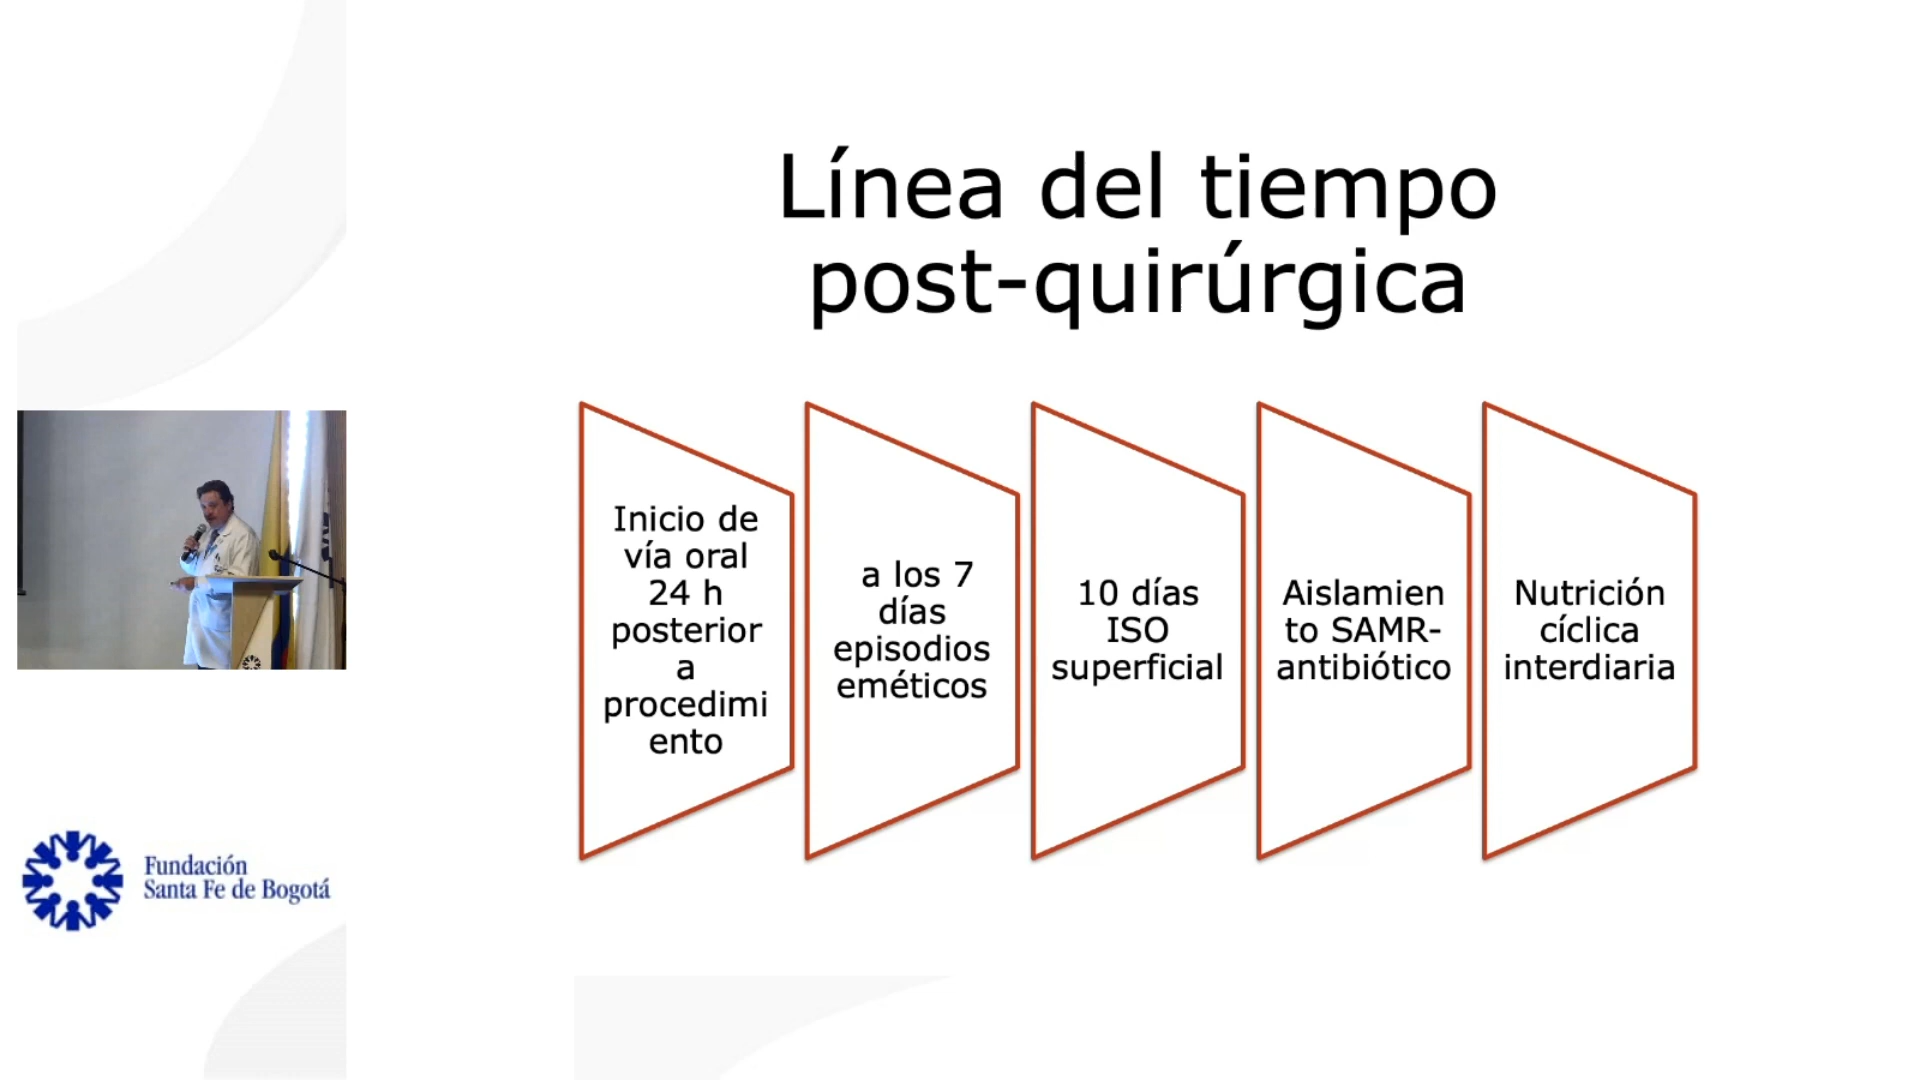 Línea del tiempo
post-quirúrgica
Inicio de
vía oral
24 h
posterior
a
procedimi
ento
a los 7
días
episodios
eméticos
10 días
ISO
superficial
Aislamien
to SAMR-
antibiótico
Nutrición
cíclica
interdiaria
Fundación
Santa Fe de Bogotá